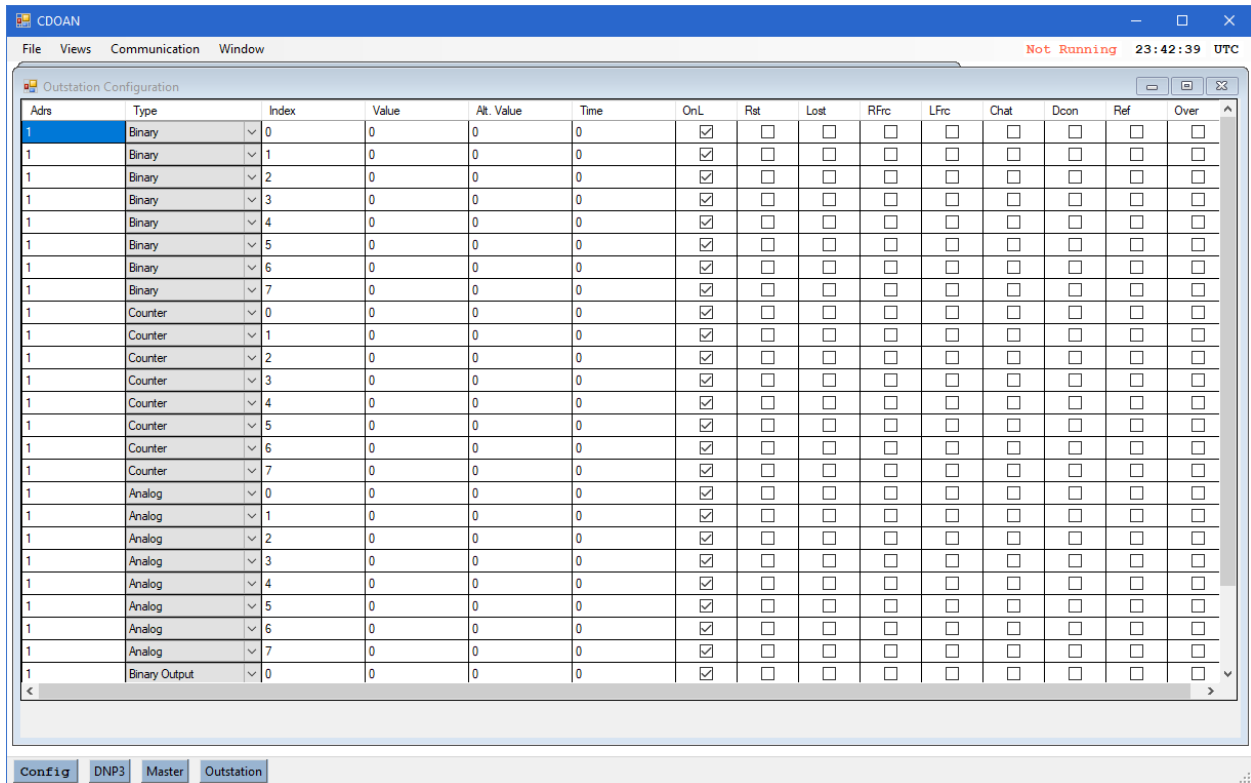 CDOAN
File Views Communication Window Not Running 23:42:39 UTC
Outstation Configuration
Adrs Type Index Value Alt. Value Time OnL Rst Lost RFrc LFrc Chat Dcon Ref Over
1 Binary 0 0 0 0
1 Binary 1 0 0 0
1 Binary 2 0 0 0
1 Binary 3 0 0 0
1 Binary 4 0 0 0
1 Binary 5 0 0 0
1 Binary 6 0 0 0
1 Binary 7 0 0 0
1 Counter 0 0 0 0
1 Counter 1 0 0 0
1 Counter 2 0 0 0
1 Counter 3 0 0 0
1 Counter 4 0 0 0
1 Counter 5 0 0 0
1 Counter 6 0 0 0
1 Counter 7 0 0 0
1 Analog 0 0 0 0
1 Analog 1 0 0 0
1 Analog 2 0 0 0
1 Analog 3 0 0 0
1 Analog 4 0 0 0
1 Analog 5 0 0 0
1 Analog 6 0 0 0
1 Analog 7 0 0 0
1 Binary Output 0 0 0 0
Config DNP3 Master Outstation